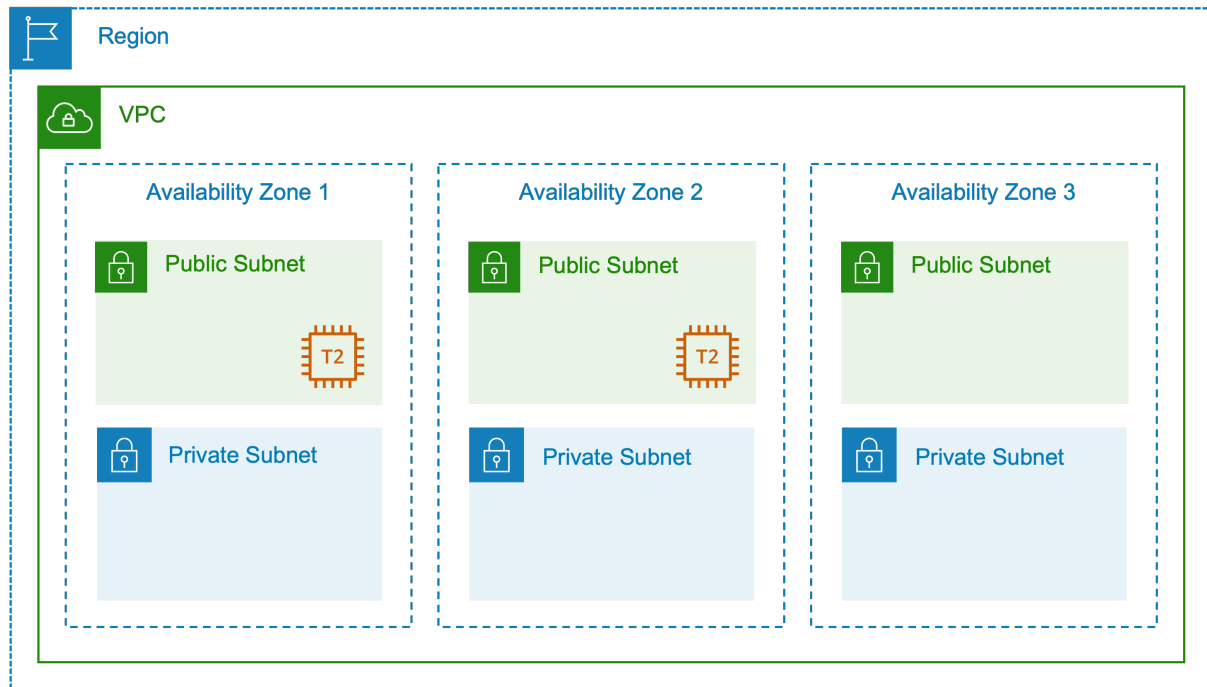 Region
VPC
Availability Zone 1
Availability Zone 2
Availability Zone 3
Public Subnet
Public Subnet
Public Subnet
T2
T2
Private Subnet
Private Subnet
Private Subnet